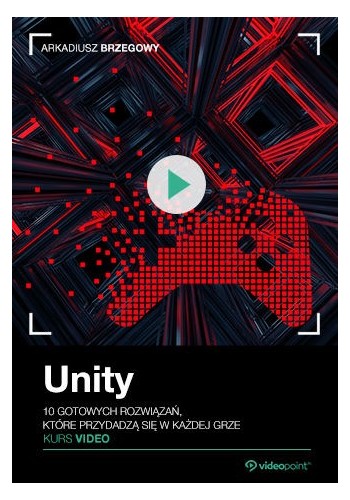 ARKADIUSZ BRZEGOWY
Unity
10 GOTOWYCH ROZWIĄZAŃ,
KTÓRE PRZYDADZĄ SIĘ W KAŻDEJ GRZE
KURS VIDEO
videopoint